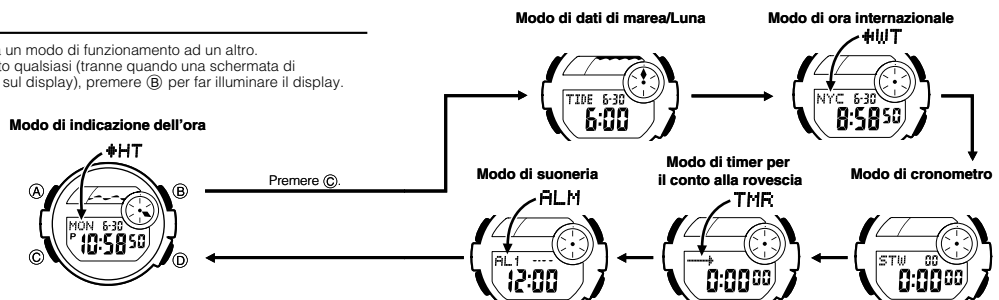 a un modo di funzionamento ad un altro.
to qualsiasi (tranne quando una schermata di
sul display), premere Ⓑ per far illuminare il display.
Modo di dati di marea/Luna
TIDE 6-30
6:00
Modo di ora internazionale
WT
NYC 6-30
8:58 50
Modo di indicazione dell'ora
HT
Ⓐ
Ⓑ
MON 6-30
P 10:58 50
Ⓒ
Ⓓ
Premere Ⓒ.
Modo di suoneria
ALM
AL1 ----
12:00
Modo di timer per
il conto alla rovescia
TMR
0:00 00
Modo di cronometro
STW 00
0:00 00